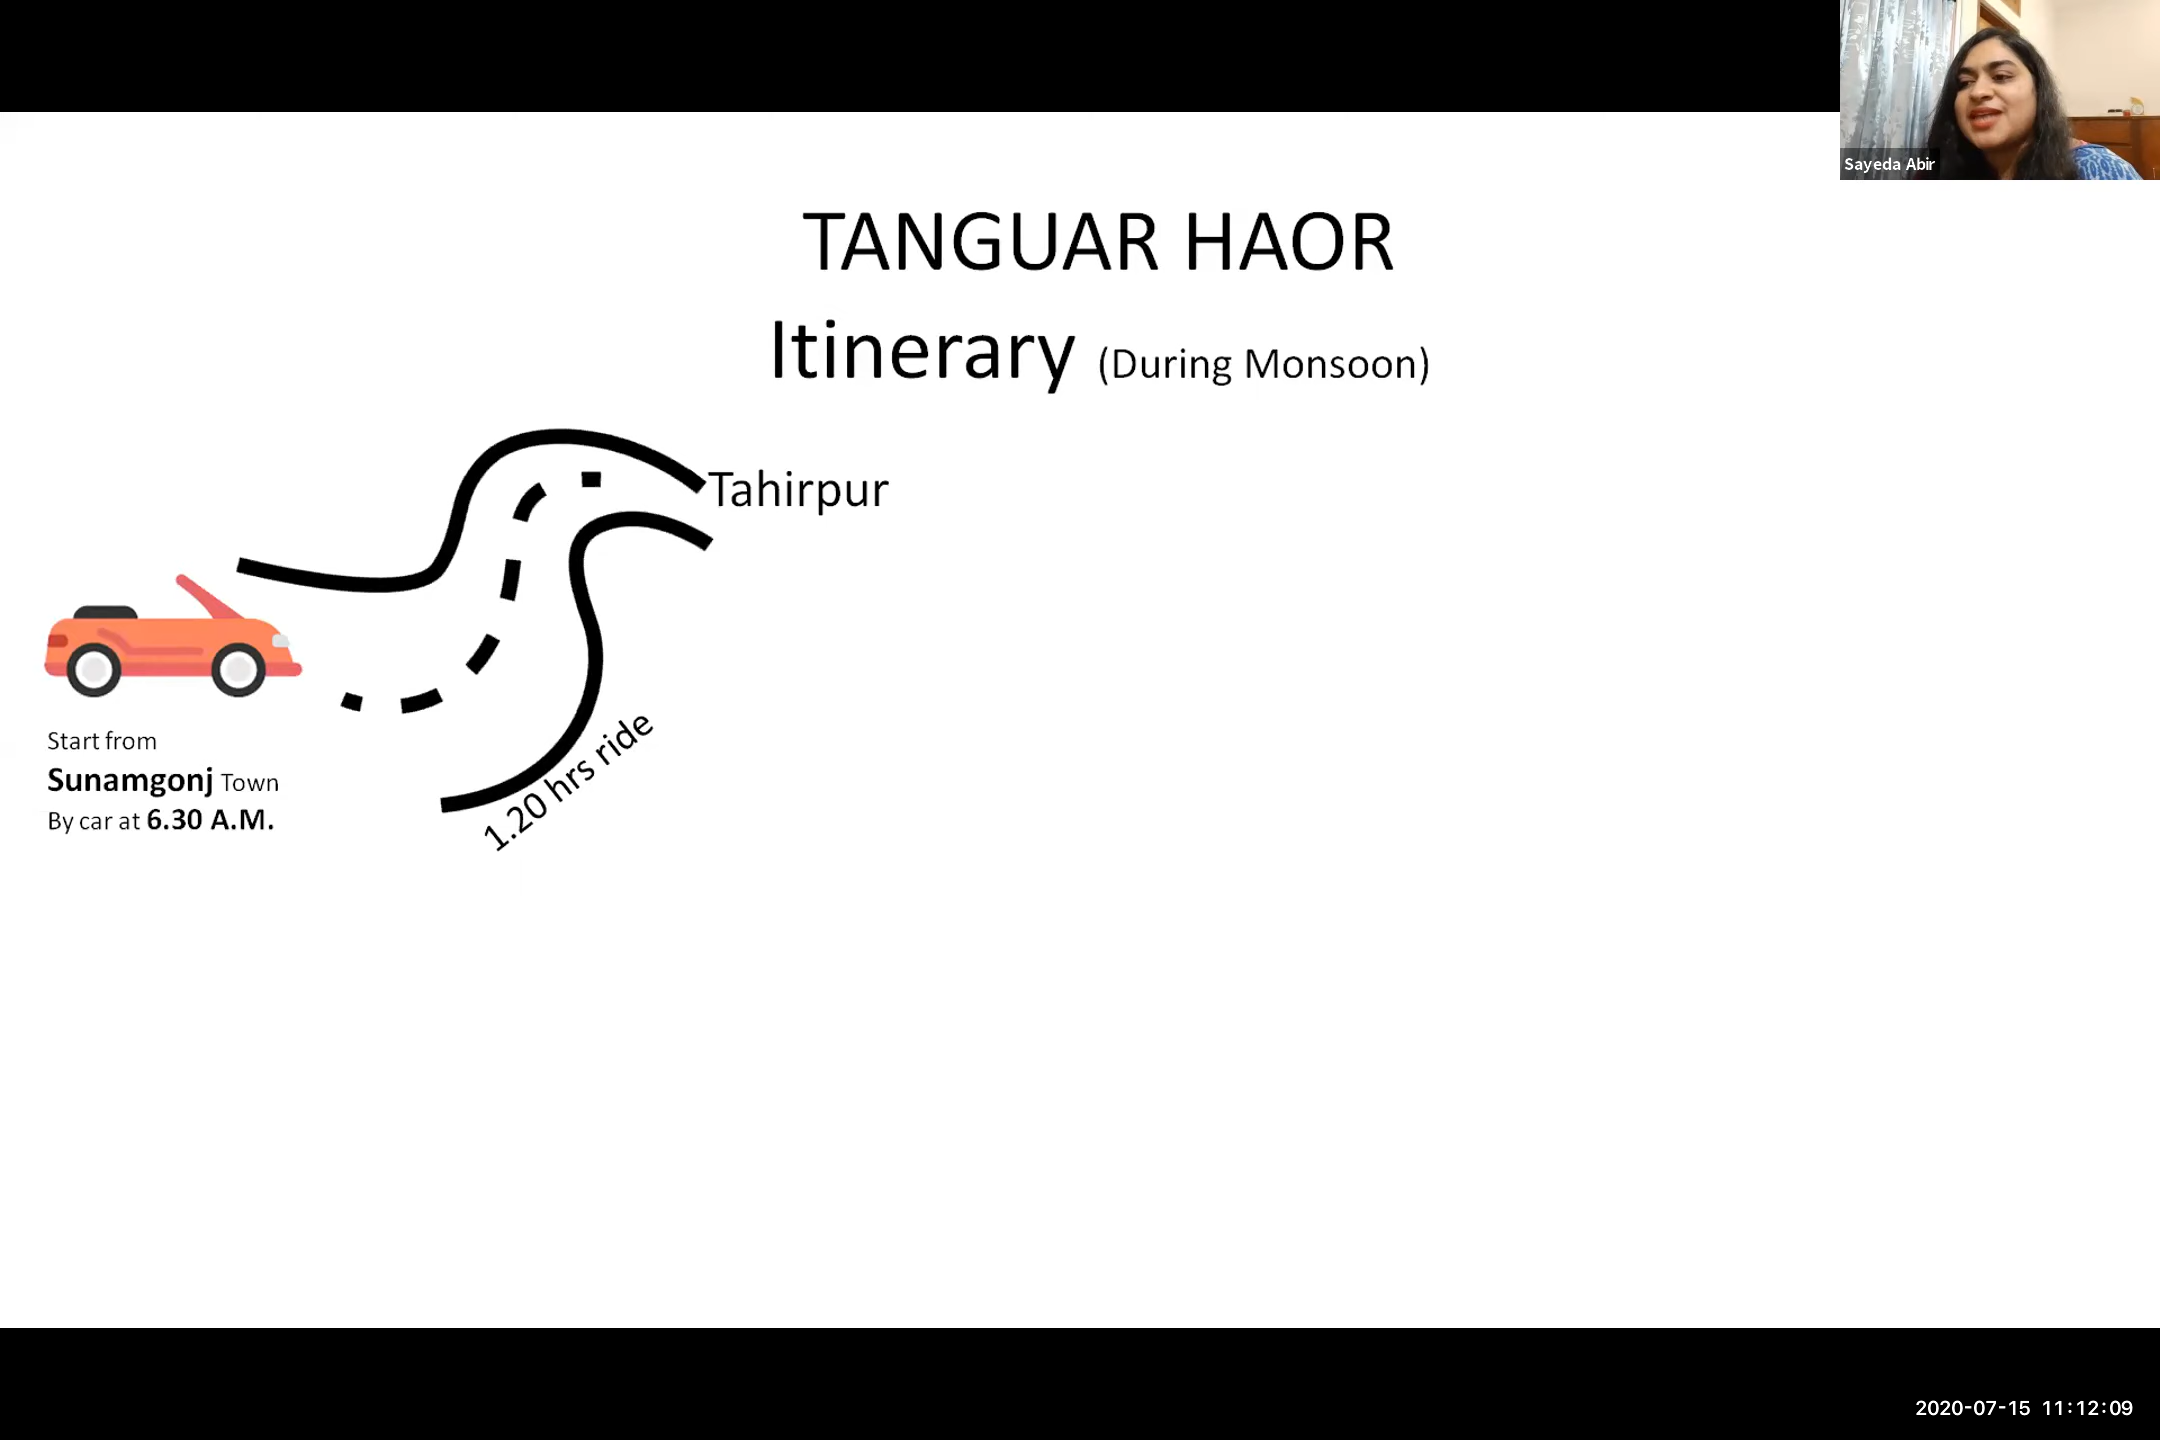 Sayeda Abir
TANGUAR HAOR
Itinerary (During Monsoon)
Tahirpur
Start from
Sunamgonj Town
By car at 6.30 A.M.
1.20 hrs ride
2020-07-15 11:12:09